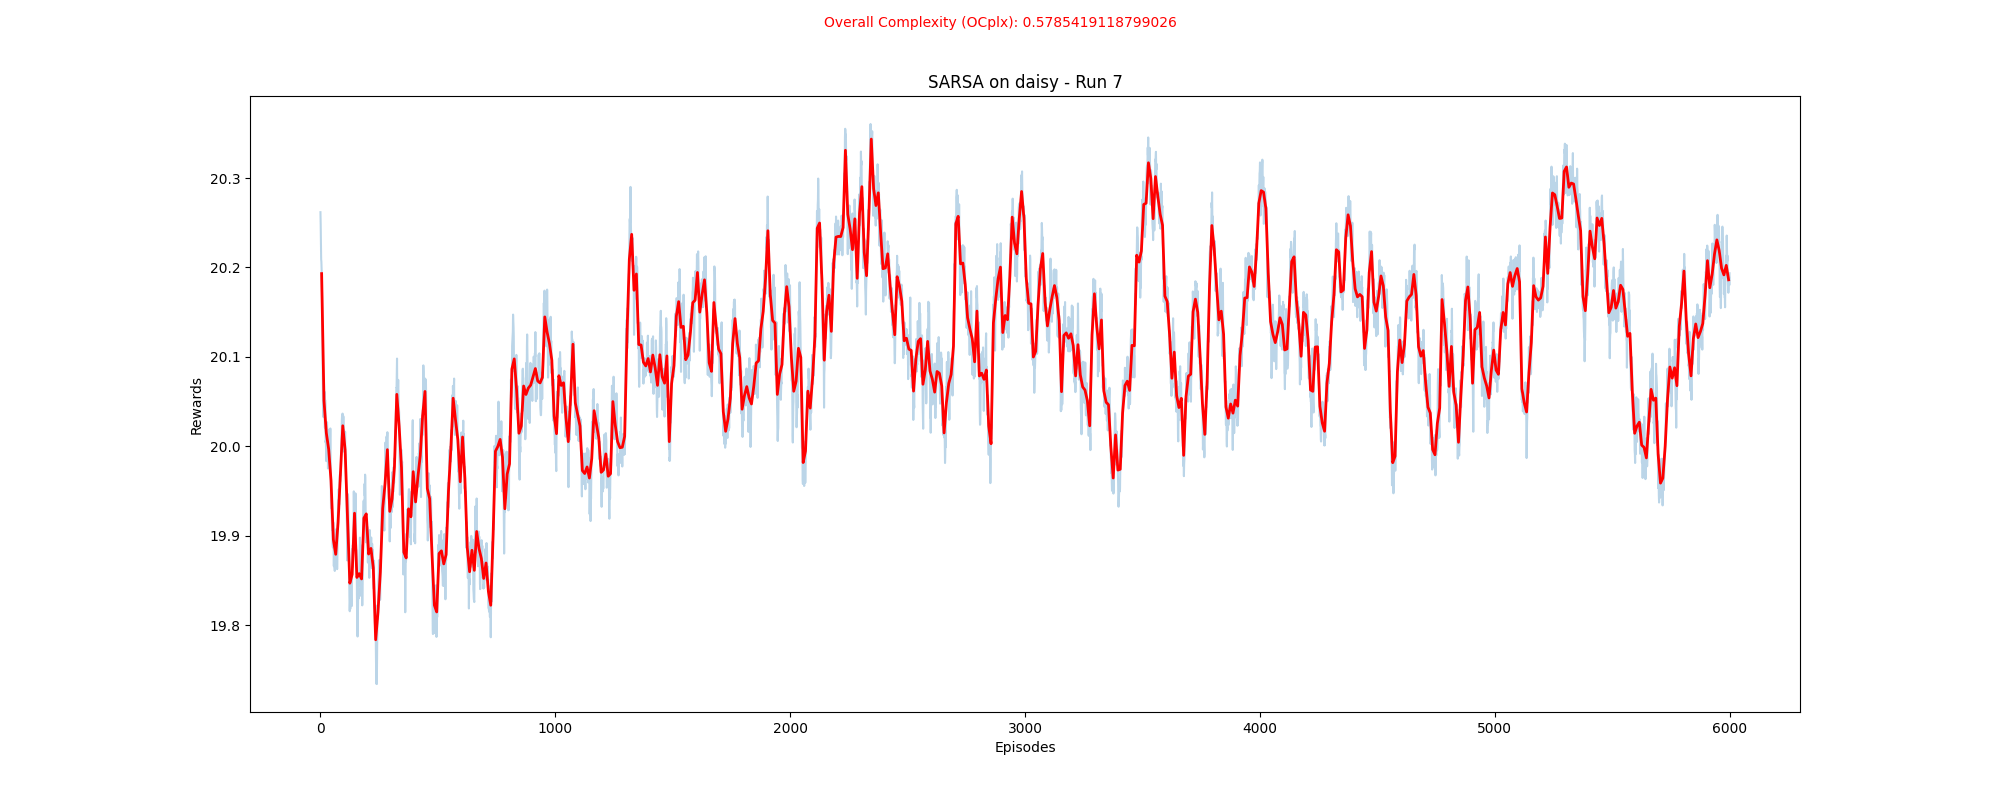 Overall Complexity (OCplx): 0.5785419118799026
SARSA on daisy - Run 7
20.3
20.2
20.1
20.0
19.9
19.8
Rewards
0 1000 2000 3000 4000 5000 6000
Episodes